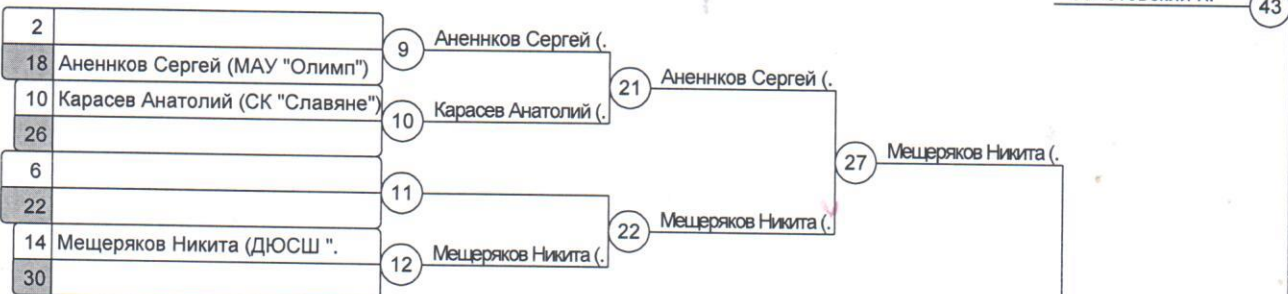 43
2
9 Аненнков Сергей (.
18 Аненнков Сергей (МАУ "Олимп")
21 Аненнков Сергей (.
10 Карасев Анатолий (СК "Славяне")
10 Карасев Анатолий (.
26
27 Мещеряков Никита (.
6
11
22
22 Мещеряков Никита (.
14 Мещеряков Никита (ДЮСШ ".
12 Мещеряков Никита (.
30